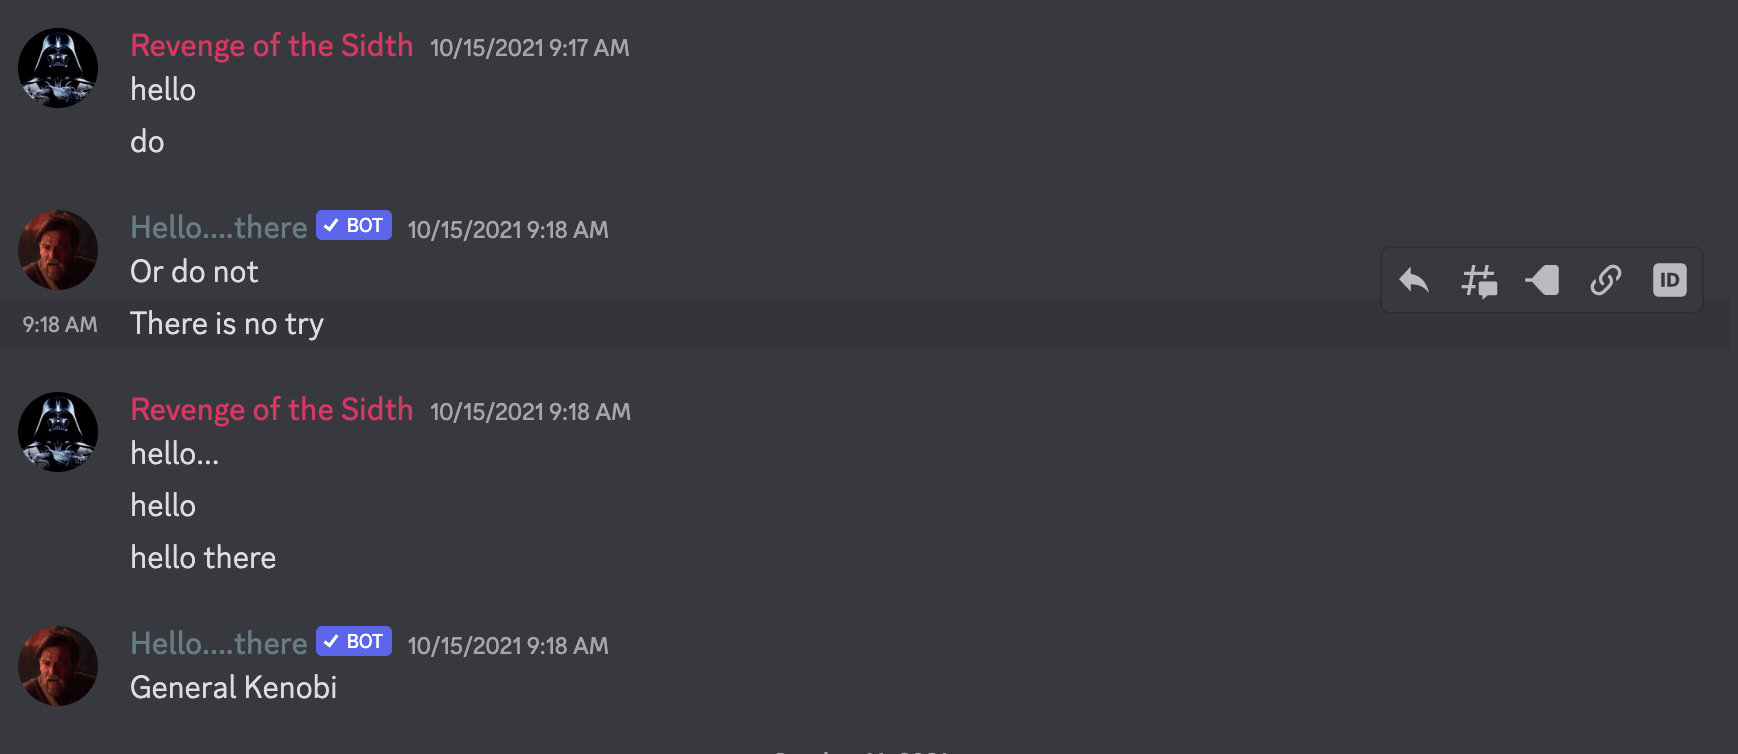 Revenge of the Sidth 10/15/2021 9:17 AM
hello
do
Hello....there BOT 10/15/2021 9:18 AM
Or do not
ID
9:18 AM There is no try
Revenge of the Sidth 10/15/2021 9:18 AM
hello...
hello
hello there
Hello....there BOT 10/15/2021 9:18 AM
General Kenobi